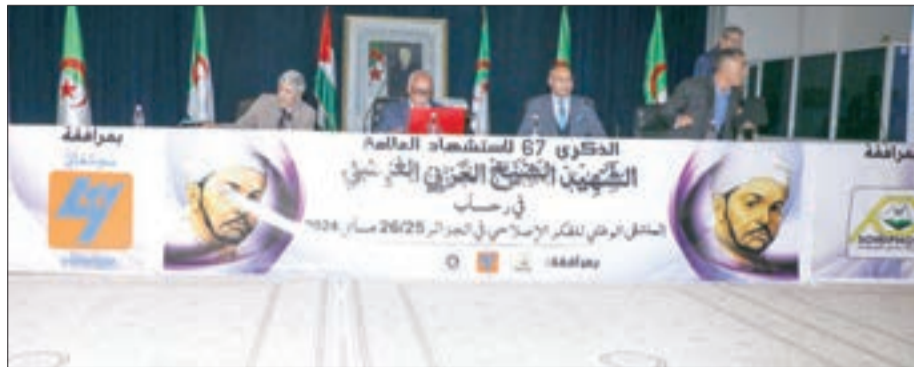 الذكرى 67 لاستشهاد العلامة
الشهيد الشيخ العربي التبسي
في رحاب
الملتقى الوطني للفكر الإصلاحي في الجزائر 26/25 2024
بمرافقة:
بمرافقة
سونلغاز
بمرافقة